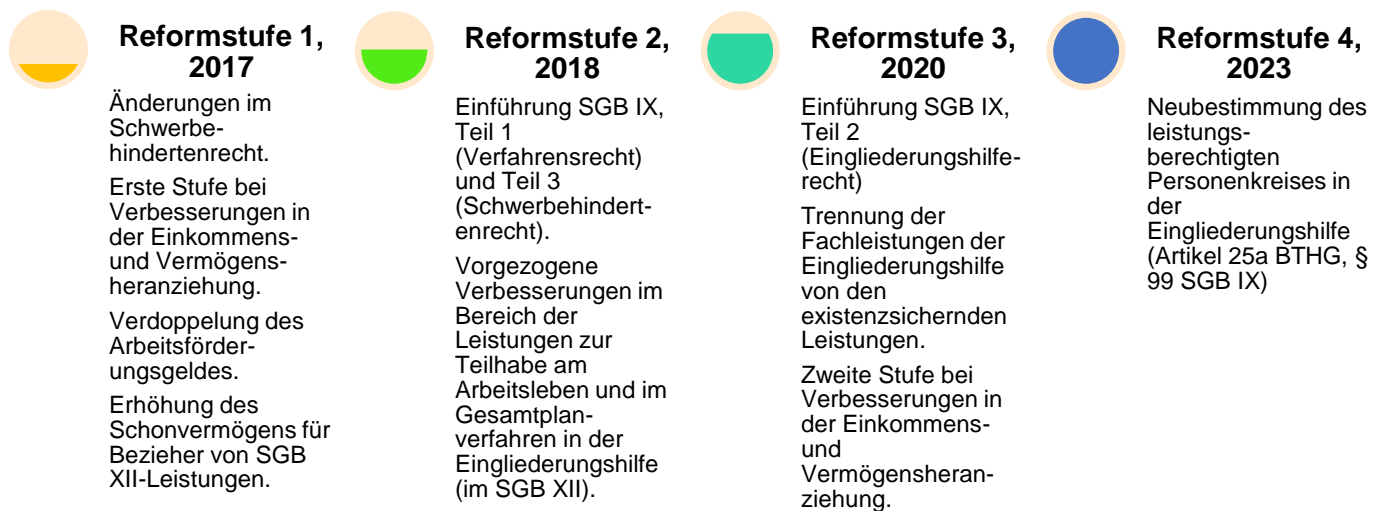 Reformstufe 1,
2017
Änderungen im
Schwerbe-
hindertenrecht.
Erste Stufe bei
Verbesserungen in
der Einkommens-
und Vermögens-
heranziehung.
Verdoppelung des
Arbeitsförder-
ungsgeldes.
Erhöhung des
Schonvermögens für
Bezieher von SGB
XII-Leistungen.
Reformstufe 2,
2018
Einführung SGB IX,
Teil 1
(Verfahrensrecht)
und Teil 3
(Schwerbehindert-
enrecht).
Vorgezogene
Verbesserungen im
Bereich der
Leistungen zur
Teilhabe am
Arbeitsleben und im
Gesamtplan-
verfahren in der
Eingliederungshilfe
(im SGB XII).
Reformstufe 3,
2020
Einführung SGB IX,
Teil 2
(Eingliederungshilfe-
recht)
Trennung der
Fachleistungen der
Eingliederungshilfe
von den
existenzsichernden
Leistungen.
Zweite Stufe bei
Verbesserungen in
der Einkommens-
und
Vermögensheran-
ziehung.
Reformstufe 4,
2023
Neubestimmung des
leistungs-
berechtigten
Personenkreises in
der
Eingliederungshilfe
(Artikel 25a BTHG, §
99 SGB IX)